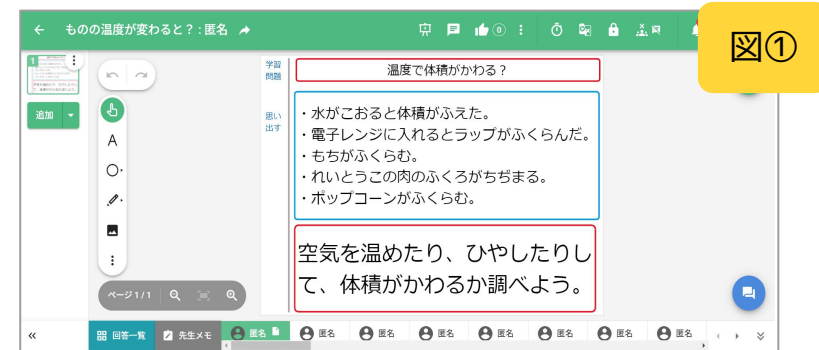 ものの温度が変わると？: 匿名
0
図①
1
追加
A
学習
問題
温度で体積がかわる？
思い
出す
・水がこおると体積がふえた。
・電子レンジに入れるとラップがふくらんだ。
・もちがふくらむ。
・れいとうこの肉のふくろがちぢまる。
・ポップコーンがふくらむ。
空気を温めたり、ひやしたりし
て、体積がかわるか調べよう。
ページ 1 / 1
回答一覧
先生メモ
匿名
匿名
匿名
匿名
匿名
匿名
匿名
匿名